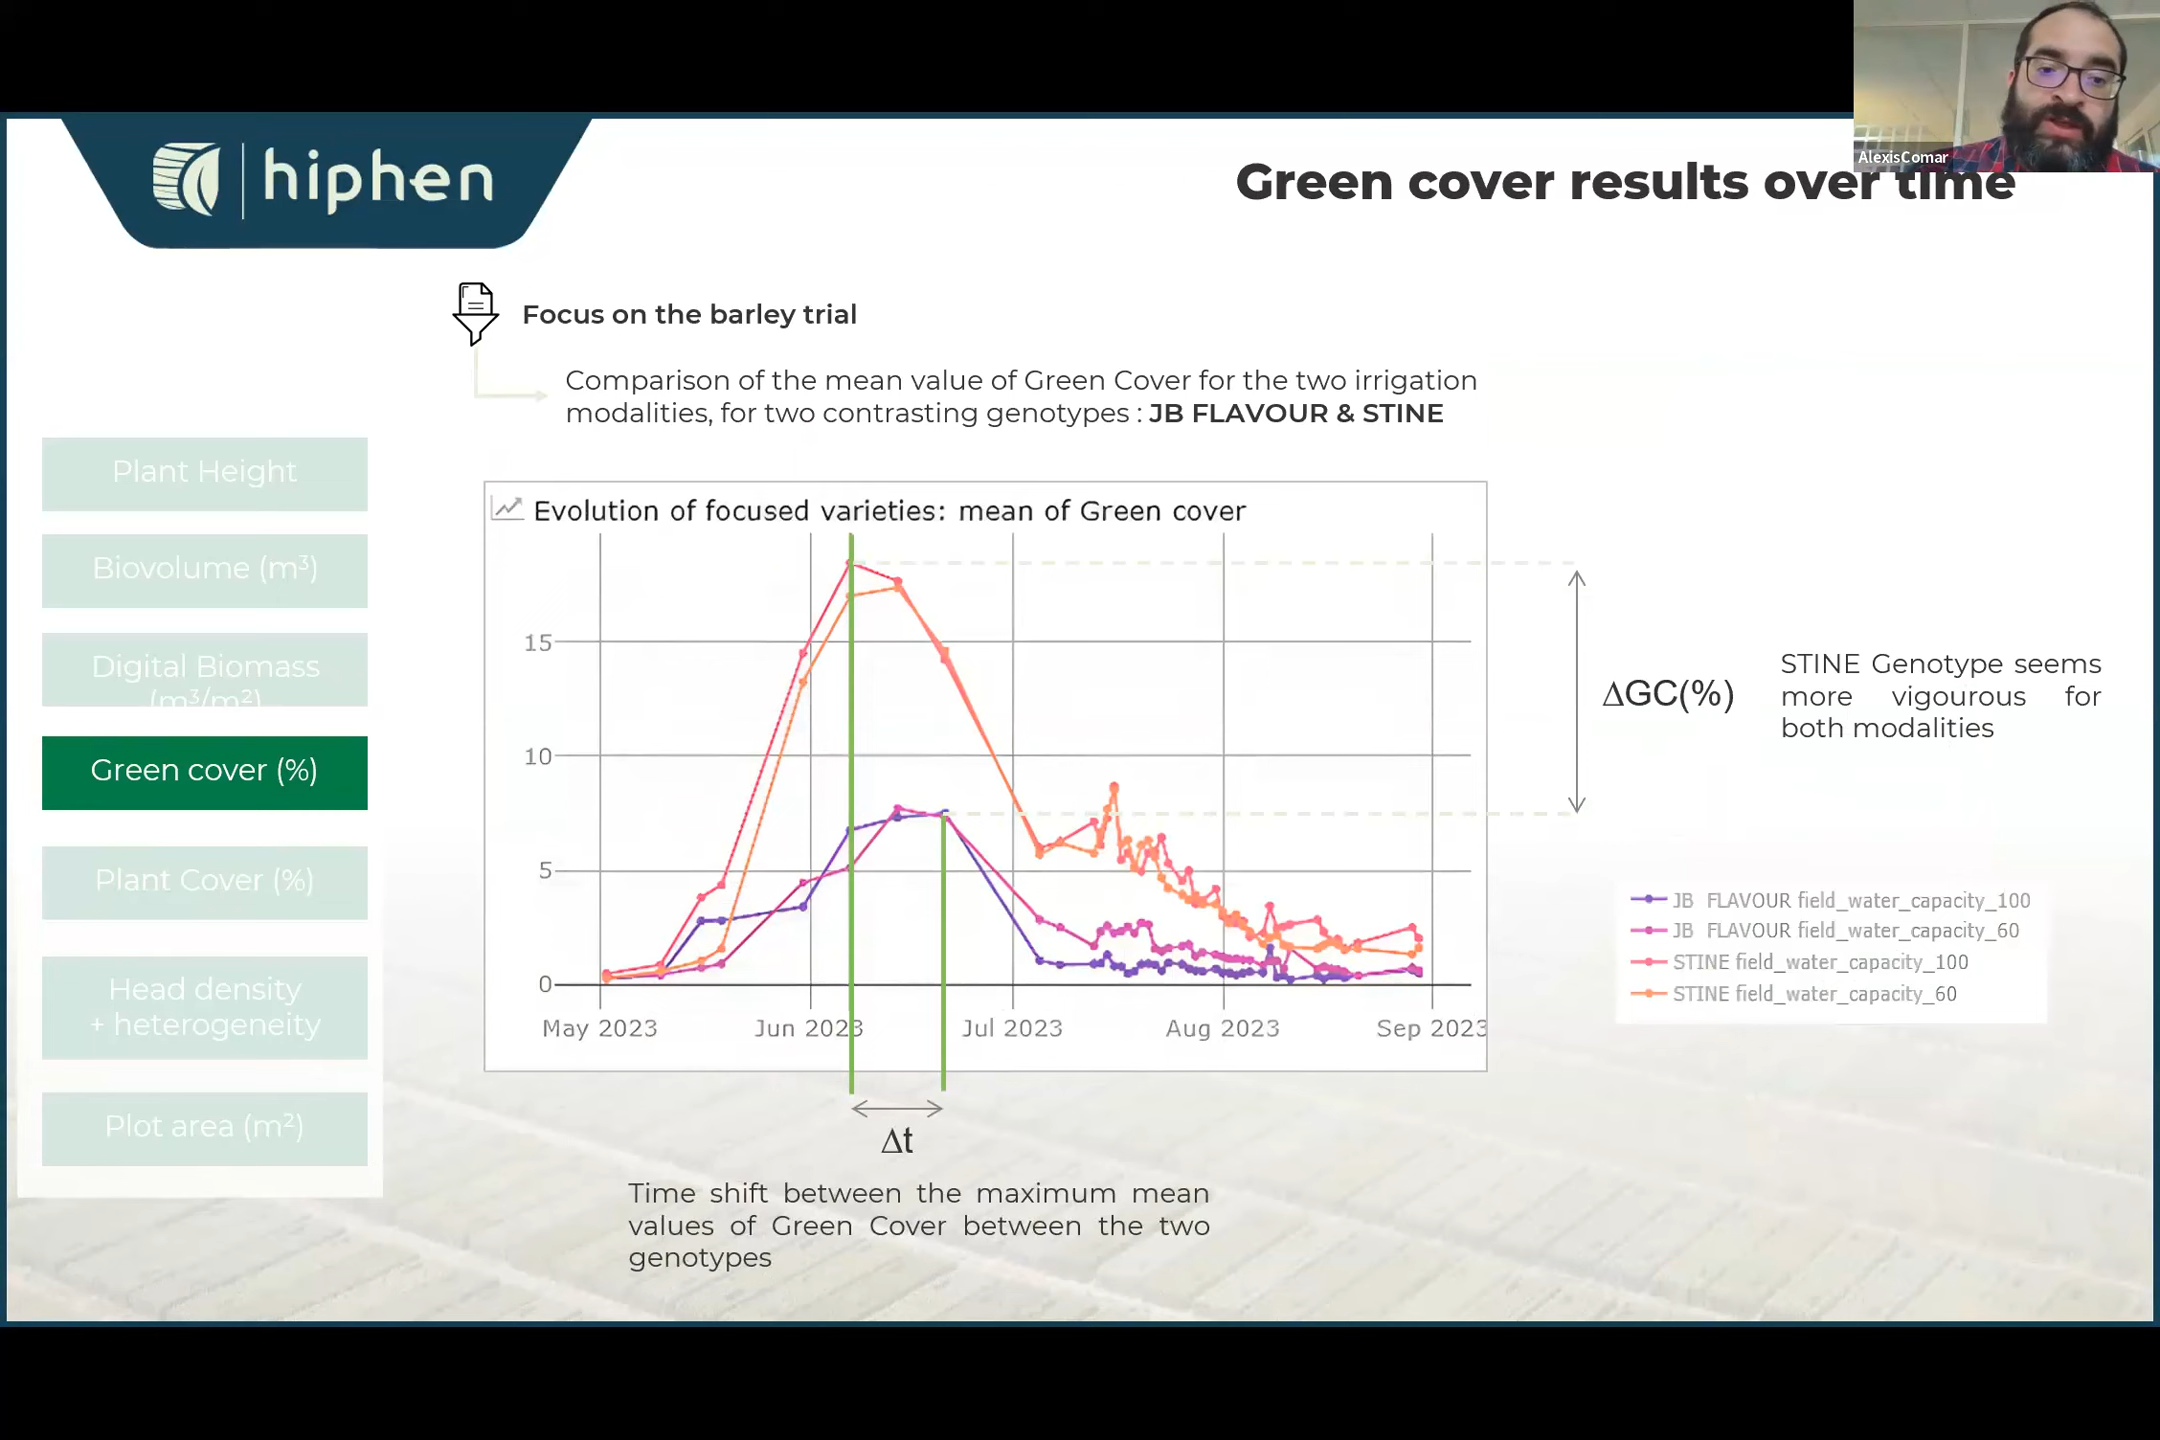 AlexisComar
hiphen
Green cover results over time
Focus on the barley trial
Comparison of the mean value of Green Cover for the two irrigation
modalities, for two contrasting genotypes : JB FLAVOUR & STINE
Plant Height
Biovolume (m³)
Digital Biomass
(m³/m²)
Green cover (%)
Plant Cover (%)
Head density
+ heterogeneity
Plot area (m²)
Evolution of focused varieties: mean of Green cover
15
10
5
0
May 2023
Jun 2023
Jul 2023
Aug 2023
Sep 2023
ΔGC(%)
STINE Genotype seems
more vigourous for
both modalities
JB FLAVOUR field_water_capacity_100
JB FLAVOUR field_water_capacity_60
STINE field_water_capacity_100
STINE field_water_capacity_60
Δt
Time shift between the maximum mean
values of Green Cover between the two
genotypes